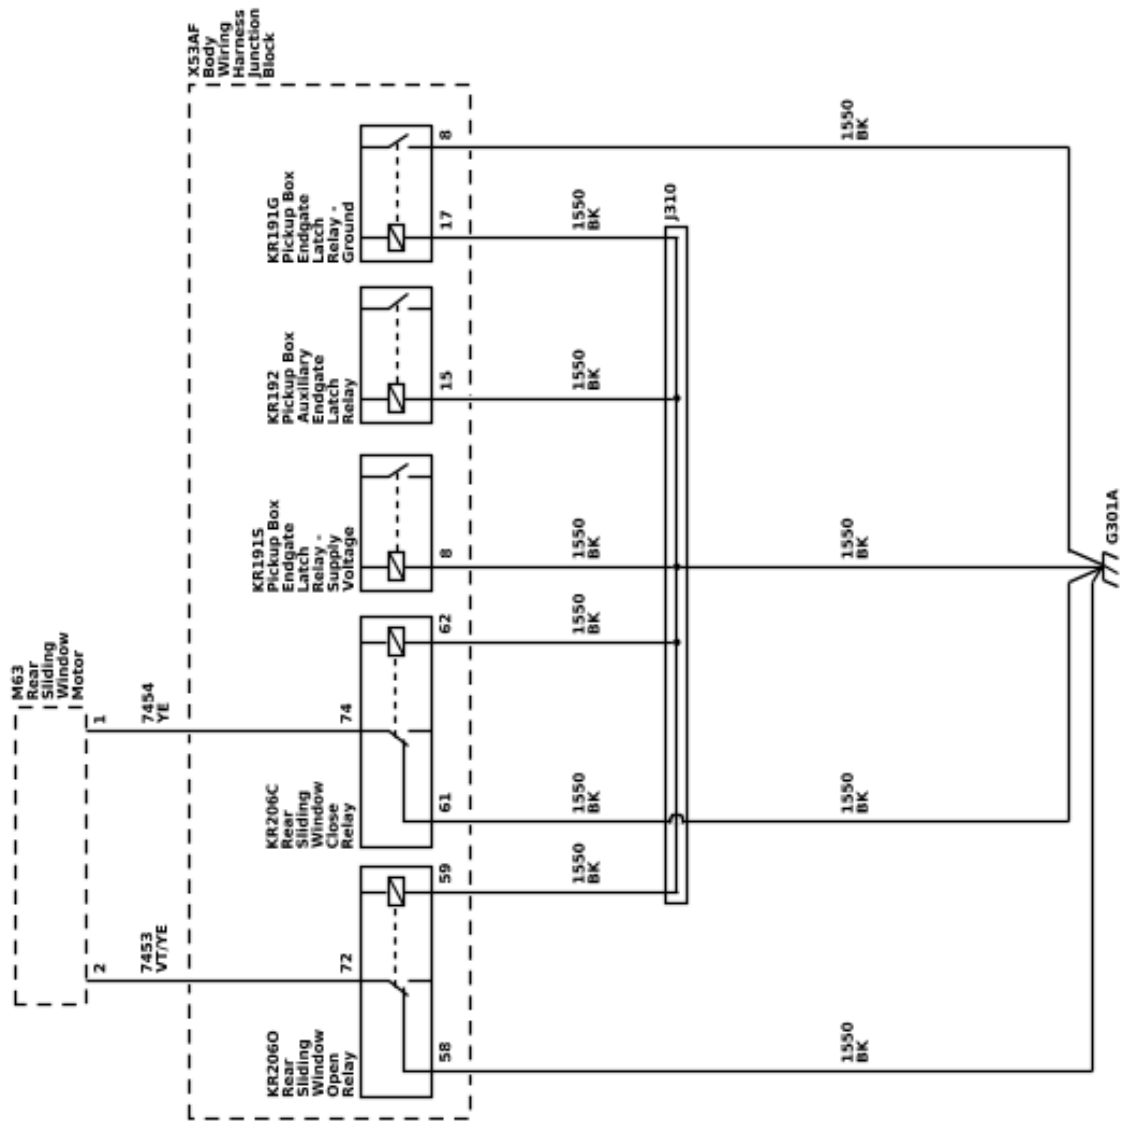 M63
Rear
Sliding
Window
Motor
2
1
7453
VT/YE
7454
YE
X53AF
Body
Wiring
Harness
Junction
Block
KR206O
Rear
Sliding
Window
Open
Relay
KR206C
Rear
Sliding
Window
Close
Relay
KR191S
Pickup Box
Endgate
Latch
Relay -
Supply
Voltage
KR192
Pickup Box
Auxiliary
Endgate
Latch
Relay
KR191G
Pickup Box
Endgate
Latch
Relay -
Ground
72
74
58
59
61
62
8
15
17
8
1550
BK
1550
BK
1550
BK
1550
BK
1550
BK
1550
BK
J310
1550
BK
1550
BK
1550
BK
1550
BK
G301A